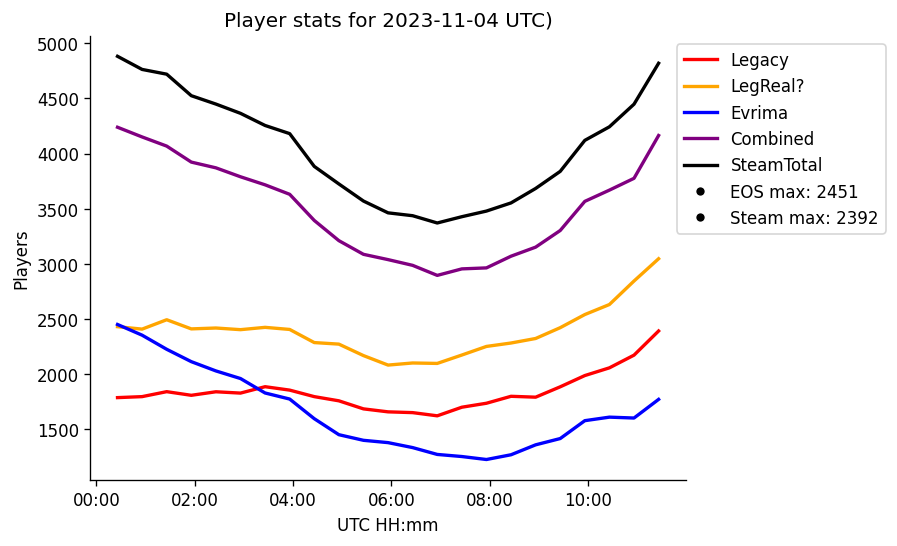 Player stats for 2023-11-04 UTC)
5000
4500
4000
3500
3000
2500
2000
1500
Players
00:00 02:00 04:00 06:00 08:00 10:00
UTC HH:mm
Legacy
LegReal?
Evrima
Combined
SteamTotal
EOS max: 2451
Steam max: 2392